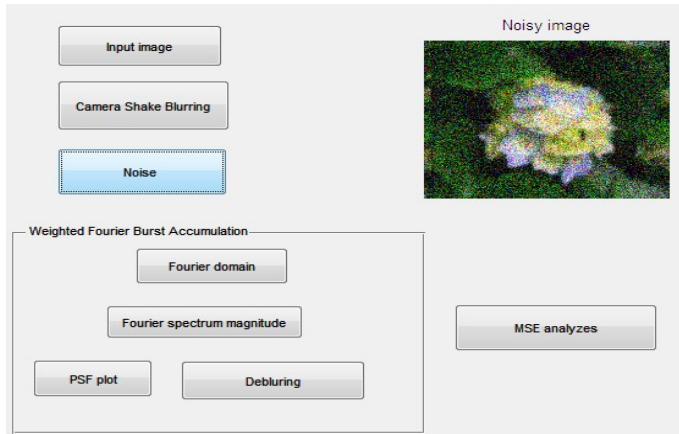 Input image
Noisy image
Camera Shake Blurring
Noise
Weighted Fourier Burst Accumulation
Fourier domain
Fourier spectrum magnitude
MSE analyzes
PSF plot
Debluring